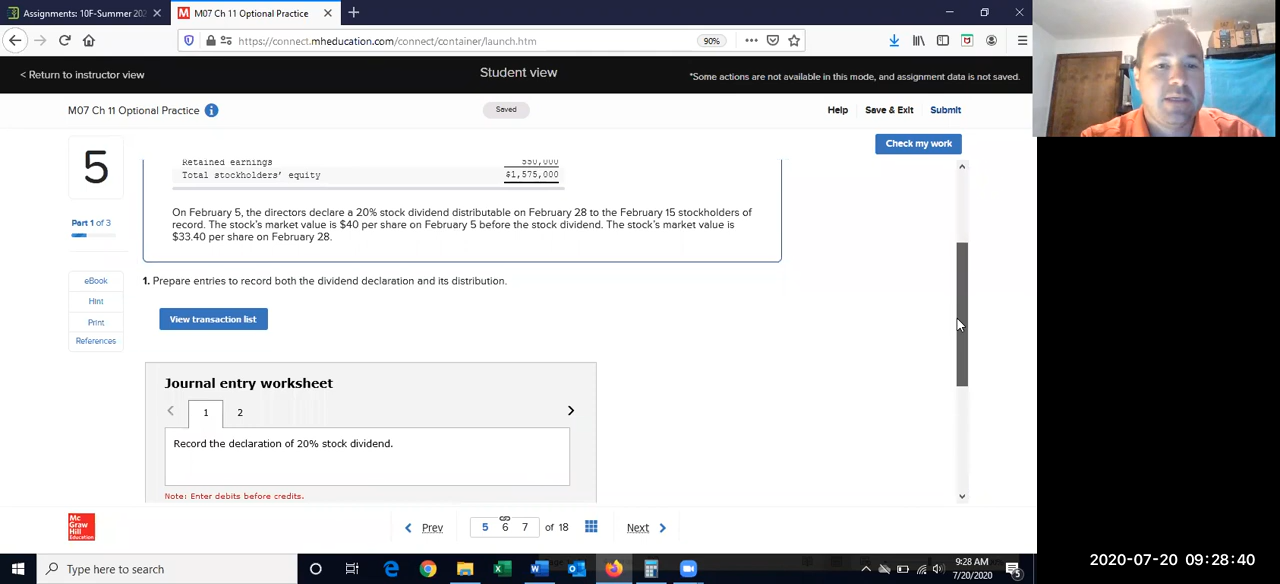 Assignments: 10F-Summer 202
M07 Ch 11 Optional Practice
https://connect.mheducation.com/connect/container/launch.htm
90%
< Return to instructor view
Student view
*Some actions are not available in this mode, and assignment data is not saved.
M07 Ch 11 Optional Practice
Saved
Help
Save & Exit
Submit
Check my work
5
Part 1 of 3
eBook
Hint
Print
References
Retained earnings 550,000
Total stockholders' equity $1,575,000
On February 5, the directors declare a 20% stock dividend distributable on February 28 to the February 15 stockholders of
record. The stock's market value is $40 per share on February 5 before the stock dividend. The stock's market value is
$33.40 per share on February 28.
1. Prepare entries to record both the dividend declaration and its distribution.
View transaction list
Journal entry worksheet
< 1 2 >
Record the declaration of 20% stock dividend.
Note: Enter debits before credits.
Mc
Graw
Hill
Education
< Prev
5 6 7 of 18
Next >
Type here to search
9:28 AM
7/20/2020
5
2020-07-20 09:28:40